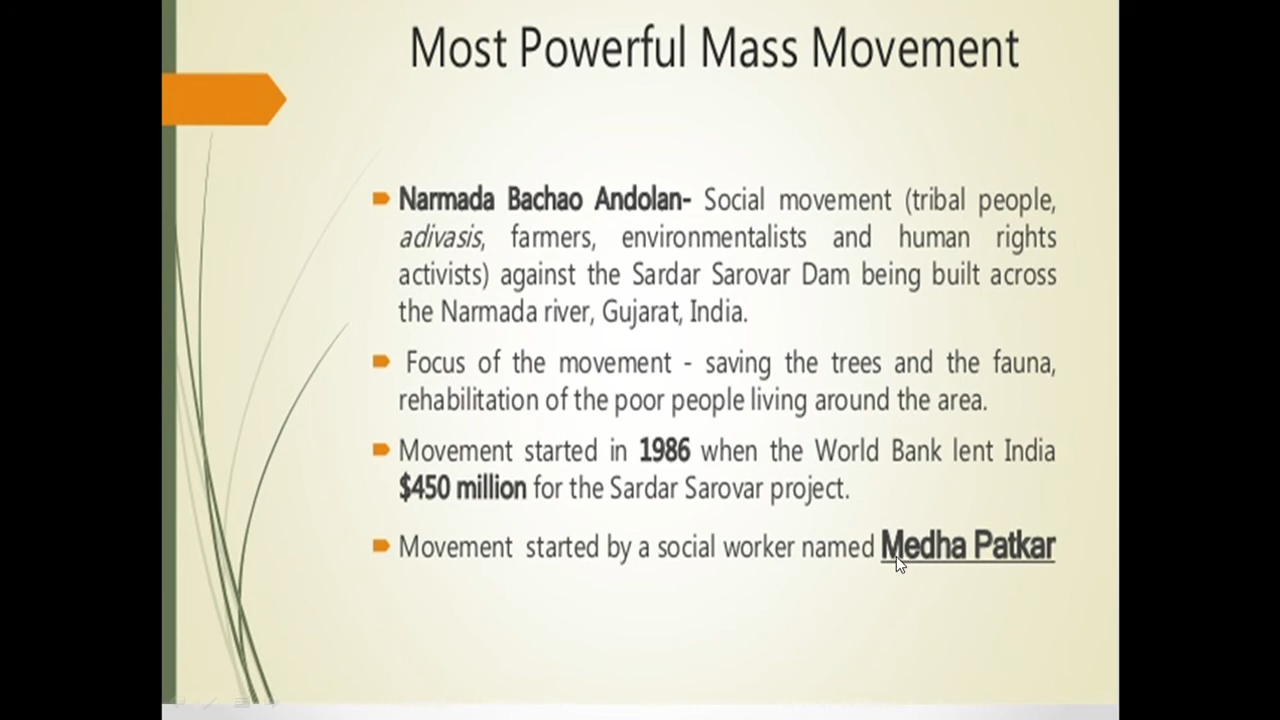 Most Powerful Mass Movement
Narmada Bachao Andolan- Social movement (tribal people,
adivasis, farmers, environmentalists and human rights
activists) against the Sardar Sarovar Dam being built across
the Narmada river, Gujarat, India.
Focus of the movement - saving the trees and the fauna,
rehabilitation of the poor people living around the area.
Movement started in 1986 when the World Bank lent India
$450 million for the Sardar Sarovar project.
Movement started by a social worker named Medha Patkar